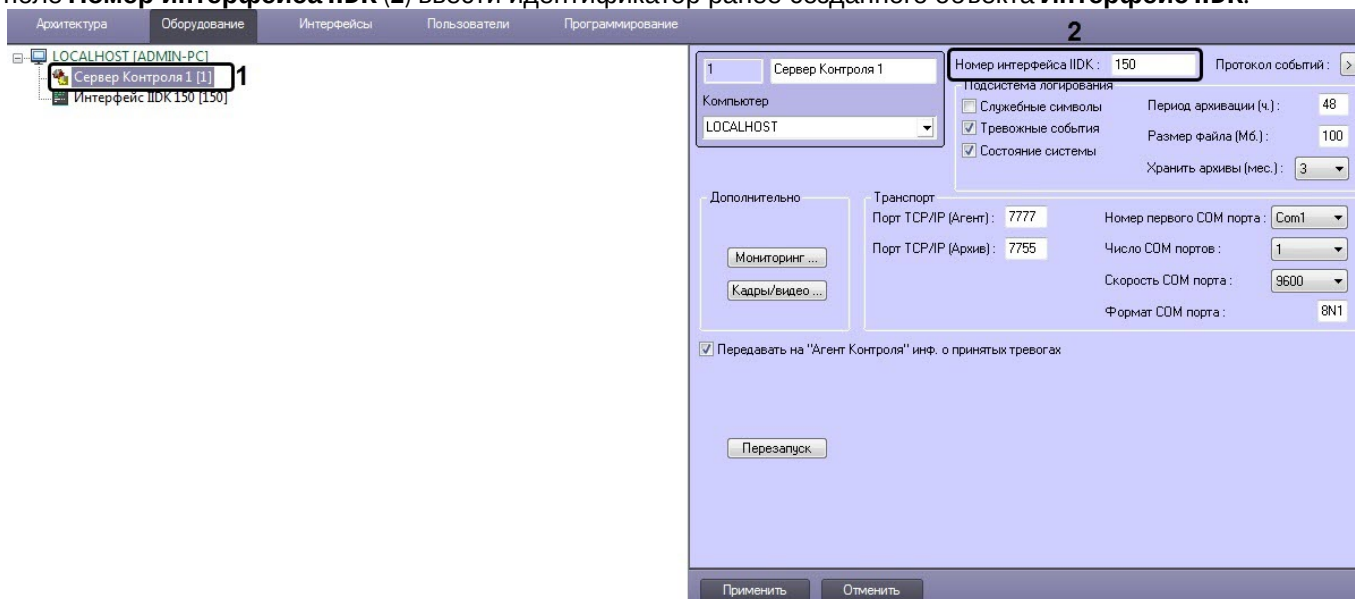 поле Номер интерфейса IIDK (2) ввести идентификатор ранее созданного объекта Интерфейс IIDK.
Архитектура Оборудование Интерфейсы Пользователи Программирование
LOCALHOST [ADMIN-PC]
Сервер Контроля 1 [1] 1
Интерфейс IIDK 150 [150]
2
1 Сервер Контроля 1
Номер интерфейса IIDK : 150 Протокол событий : >
Компьютер
LOCALHOST
Подсистема логирования
Служебные символы Период архивации (ч.) : 48
Тревожные события Размер файла (Мб.) : 100
Состояние системы
Хранить архивы (мес.) : 3
Дополнительно
Мониторинг ...
Кадры/видео ...
Транспорт
Порт TCP/IP (Агент) : 7777 Номер первого COM порта : Com1
Порт TCP/IP (Архив) : 7755 Число COM портов : 1
Скорость COM порта : 9600
Формат COM порта : 8N1
Передавать на "Агент Контроля" инф. о принятых тревогах
Перезапуск
Применить Отменить